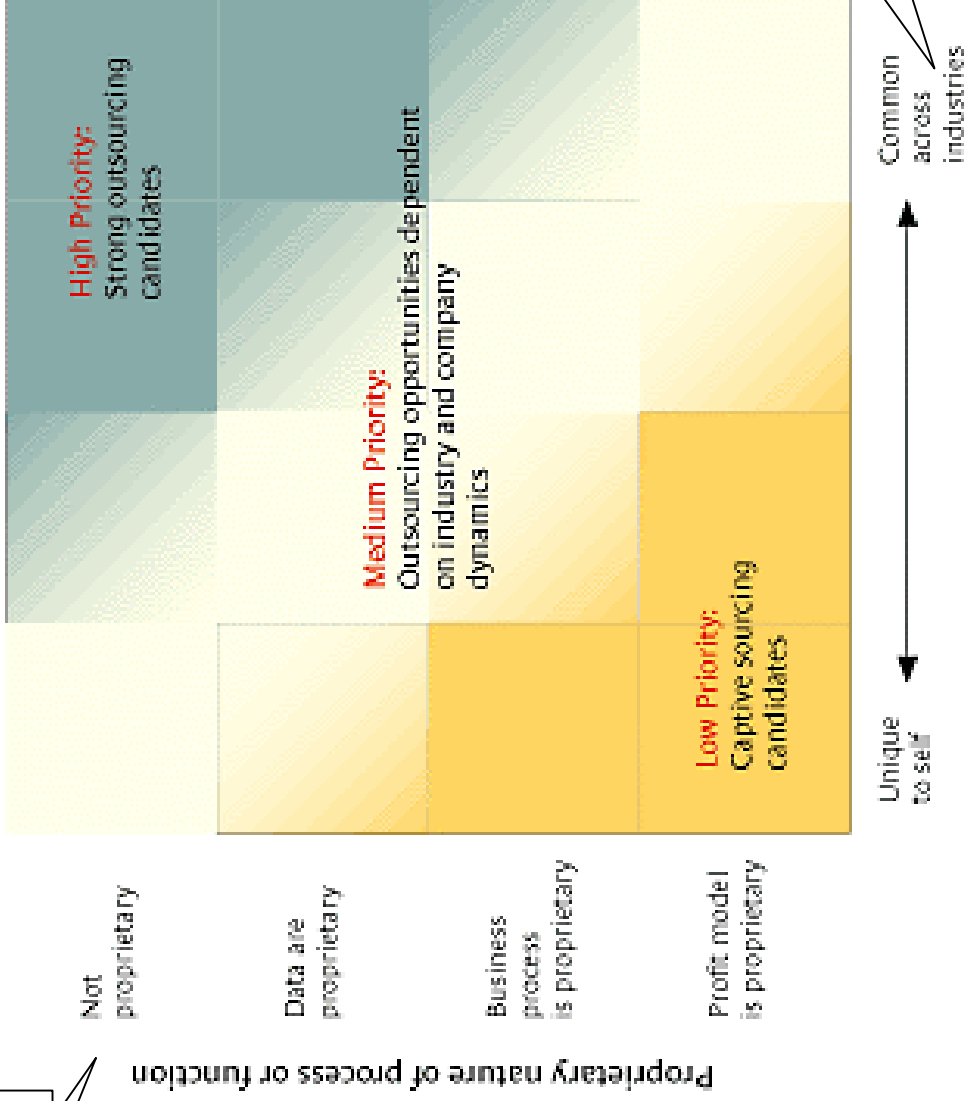 Proprietary nature of process or function
Not
proprietary
Data are
proprietary
Business
process
is proprietary
Profit model
is proprietary
High Priority:
Strong outsourcing
candidates
Medium Priority:
Outsourcing opportunities dependent
on industry and company
dynamics
Low Priority:
Captive sourcing
candidates
Unique
to self
Common
across
industries